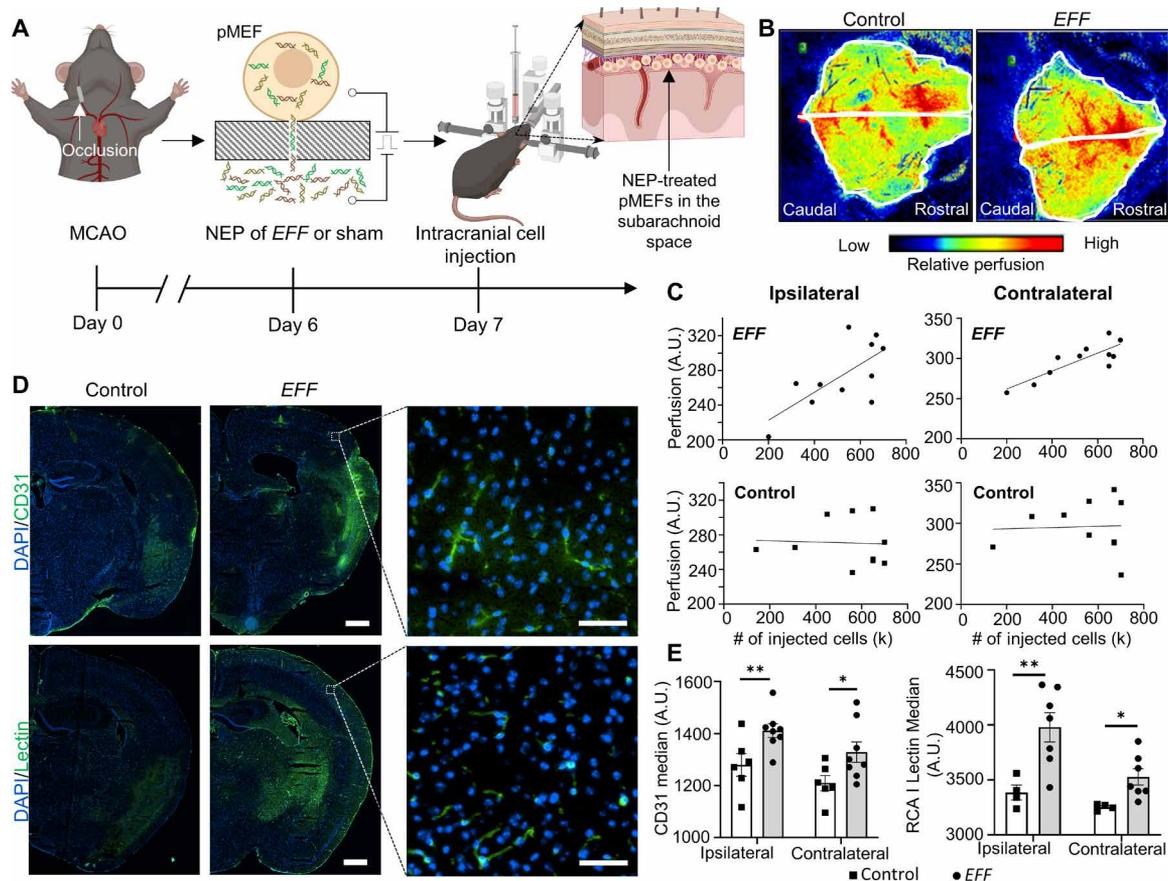 A
pMEF
Occlusion
MCAO
NEP of EFF or sham
Intracranial cell
injection
NEP-treated
pMEFs in the
subarachnoid
space
Day 0
Day 6
Day 7
B
Control
EFF
Caudal
Rostral
Caudal
Rostral
Low
High
Relative perfusion
C
Ipsilateral
Contralateral
Perfusion (A.U.)
320
280
240
200
EFF
0 200 400 600 800
350
300
250
200
0 200 400 600 800
Perfusion (A.U.)
320
280
240
200
Control
0 200 400 600 800
# of injected cells (k)
350
300
250
200
Control
0 200 400 600 800
# of injected cells (k)
D
Control
EFF
DAPI/CD31
DAPI/Lectin
E
CD31 median (A.U.)
1600
1400
1200
1000
**
*
Ipsilateral
Contralateral
RCA I Lectin Median
(A.U.)
4500
4000
3500
3000
**
*
Ipsilateral
Contralateral
Control
EFF